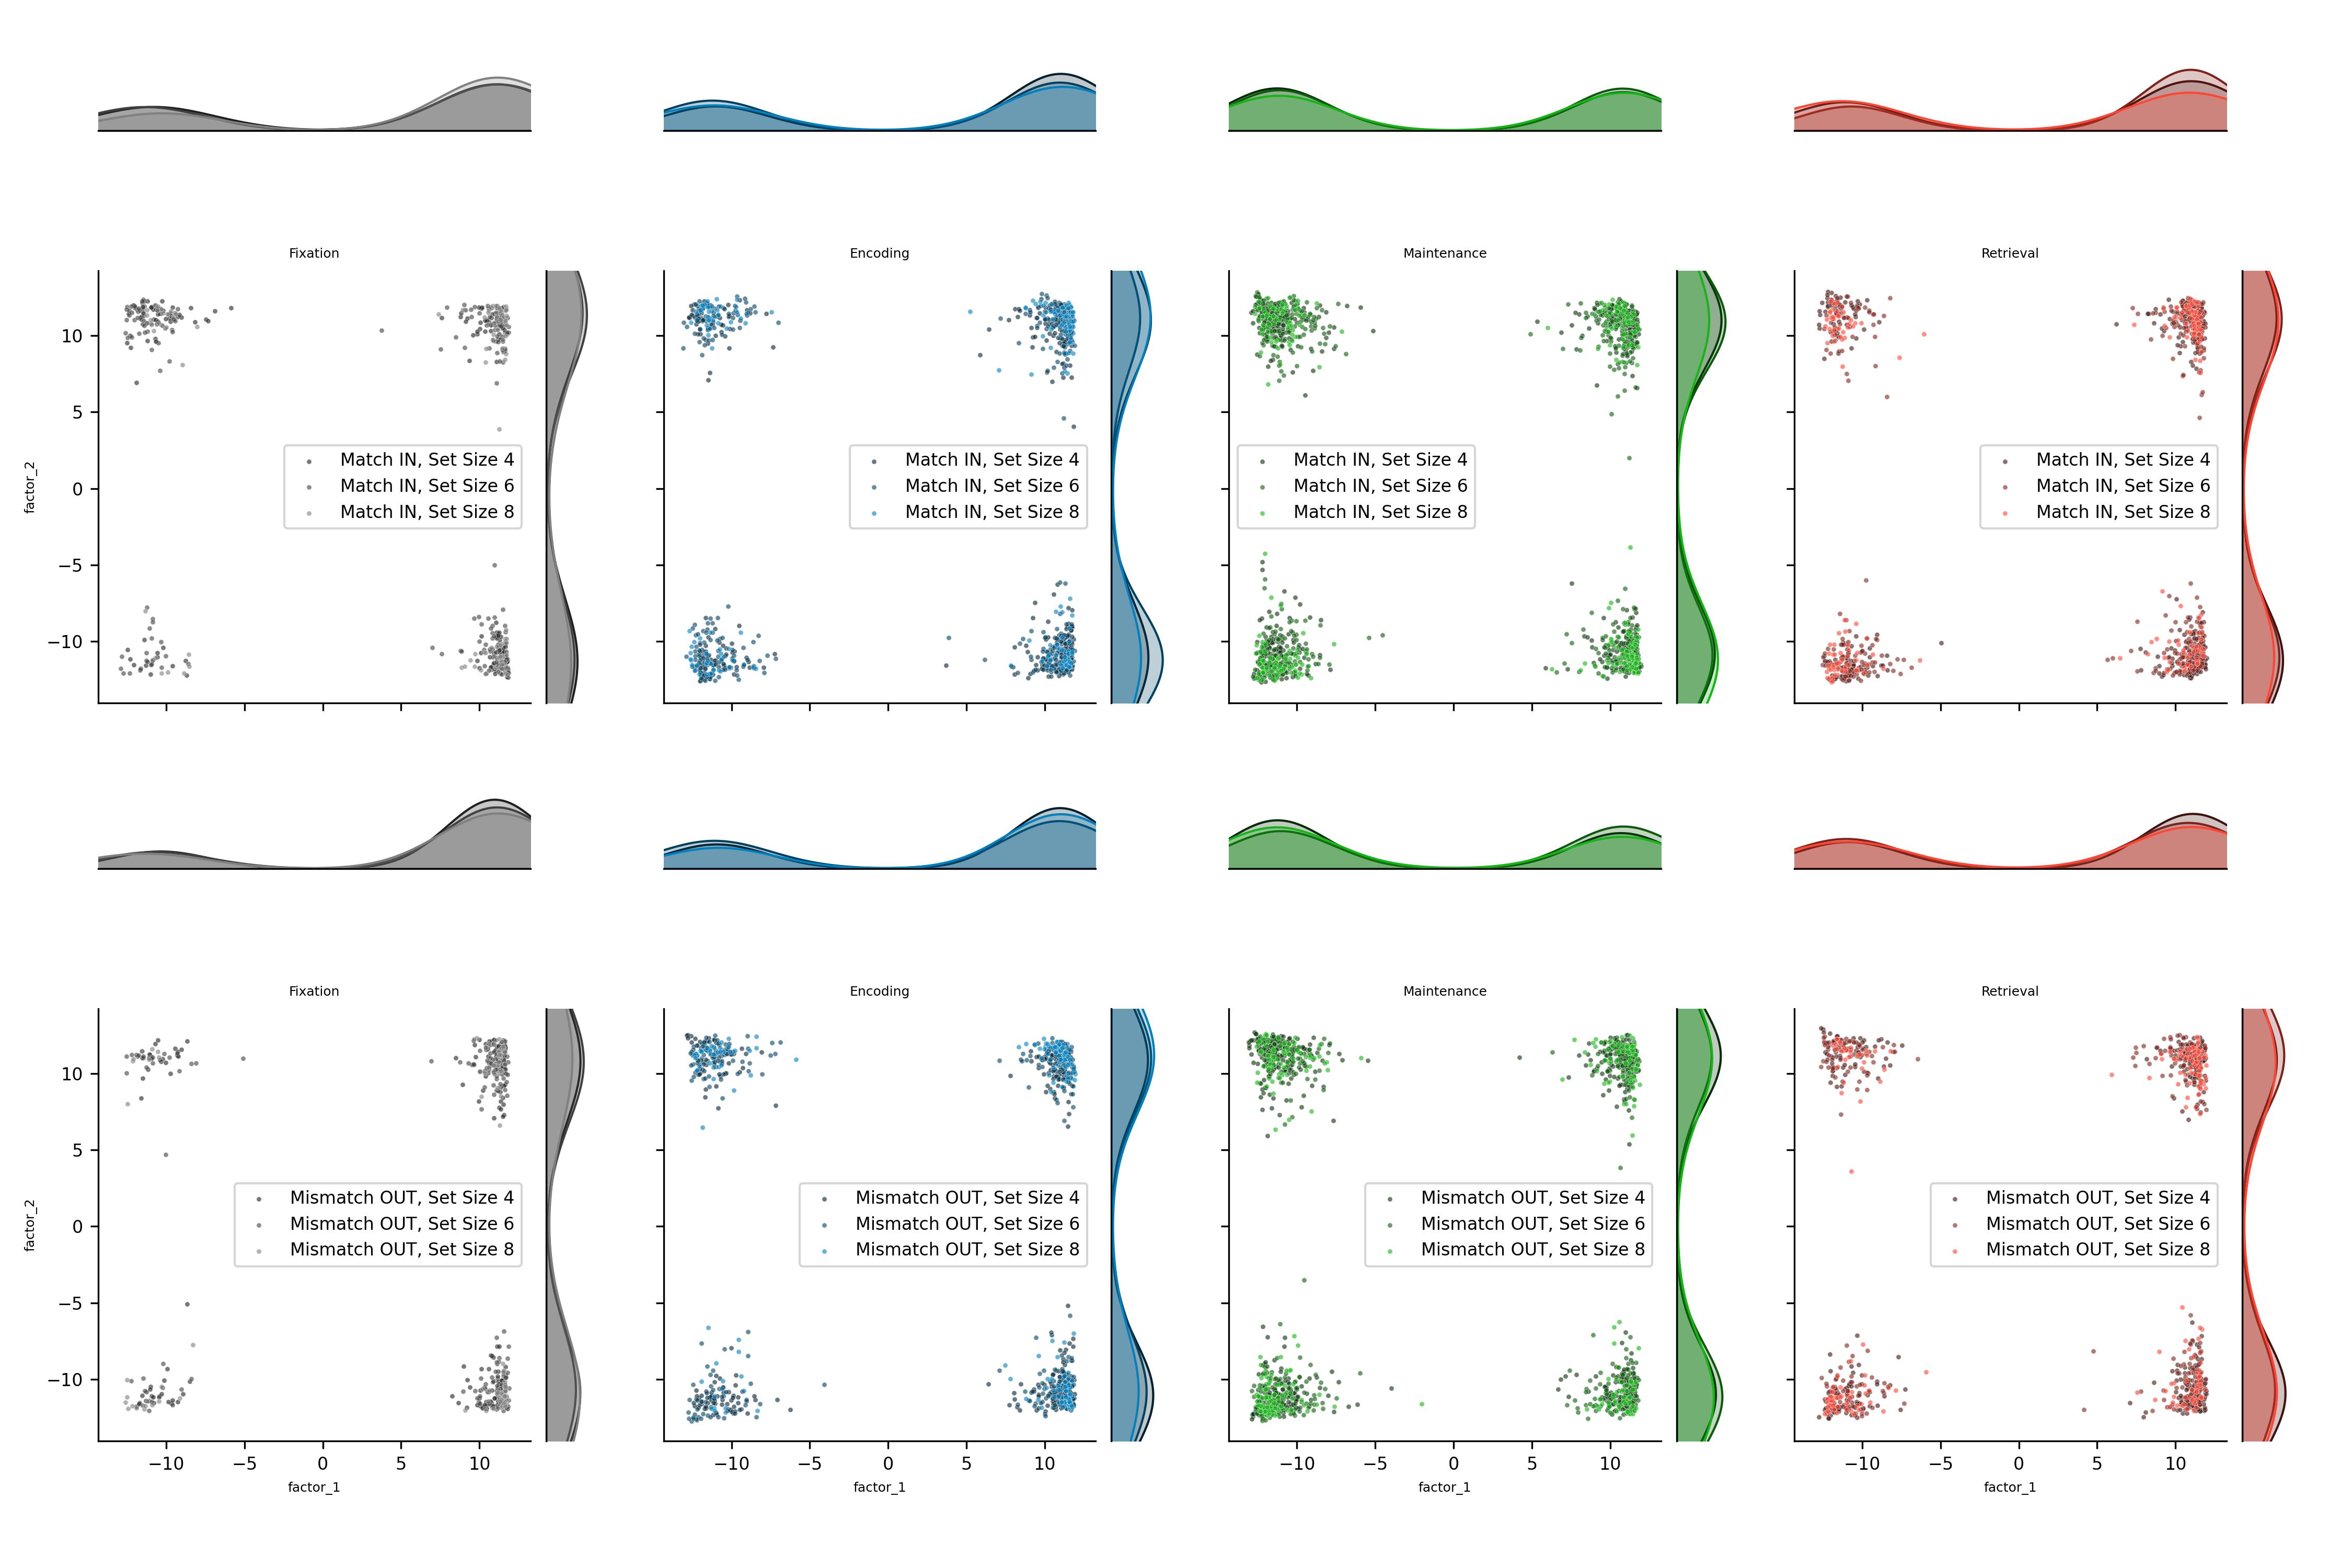 Fixation
Encoding
Maintenance
Retrieval
10
5
0
−5
−10
factor_2
Match IN, Set Size 4
Match IN, Set Size 6
Match IN, Set Size 8
Match IN, Set Size 4
Match IN, Set Size 6
Match IN, Set Size 8
Match IN, Set Size 4
Match IN, Set Size 6
Match IN, Set Size 8
Match IN, Set Size 4
Match IN, Set Size 6
Match IN, Set Size 8
Fixation
Encoding
Maintenance
Retrieval
10
5
0
−5
−10
factor_2
Mismatch OUT, Set Size 4
Mismatch OUT, Set Size 6
Mismatch OUT, Set Size 8
Mismatch OUT, Set Size 4
Mismatch OUT, Set Size 6
Mismatch OUT, Set Size 8
Mismatch OUT, Set Size 4
Mismatch OUT, Set Size 6
Mismatch OUT, Set Size 8
Mismatch OUT, Set Size 4
Mismatch OUT, Set Size 6
Mismatch OUT, Set Size 8
−10 −5 0 5 10
factor_1
−10 −5 0 5 10
factor_1
−10 −5 0 5 10
factor_1
−10 −5 0 5 10
factor_1